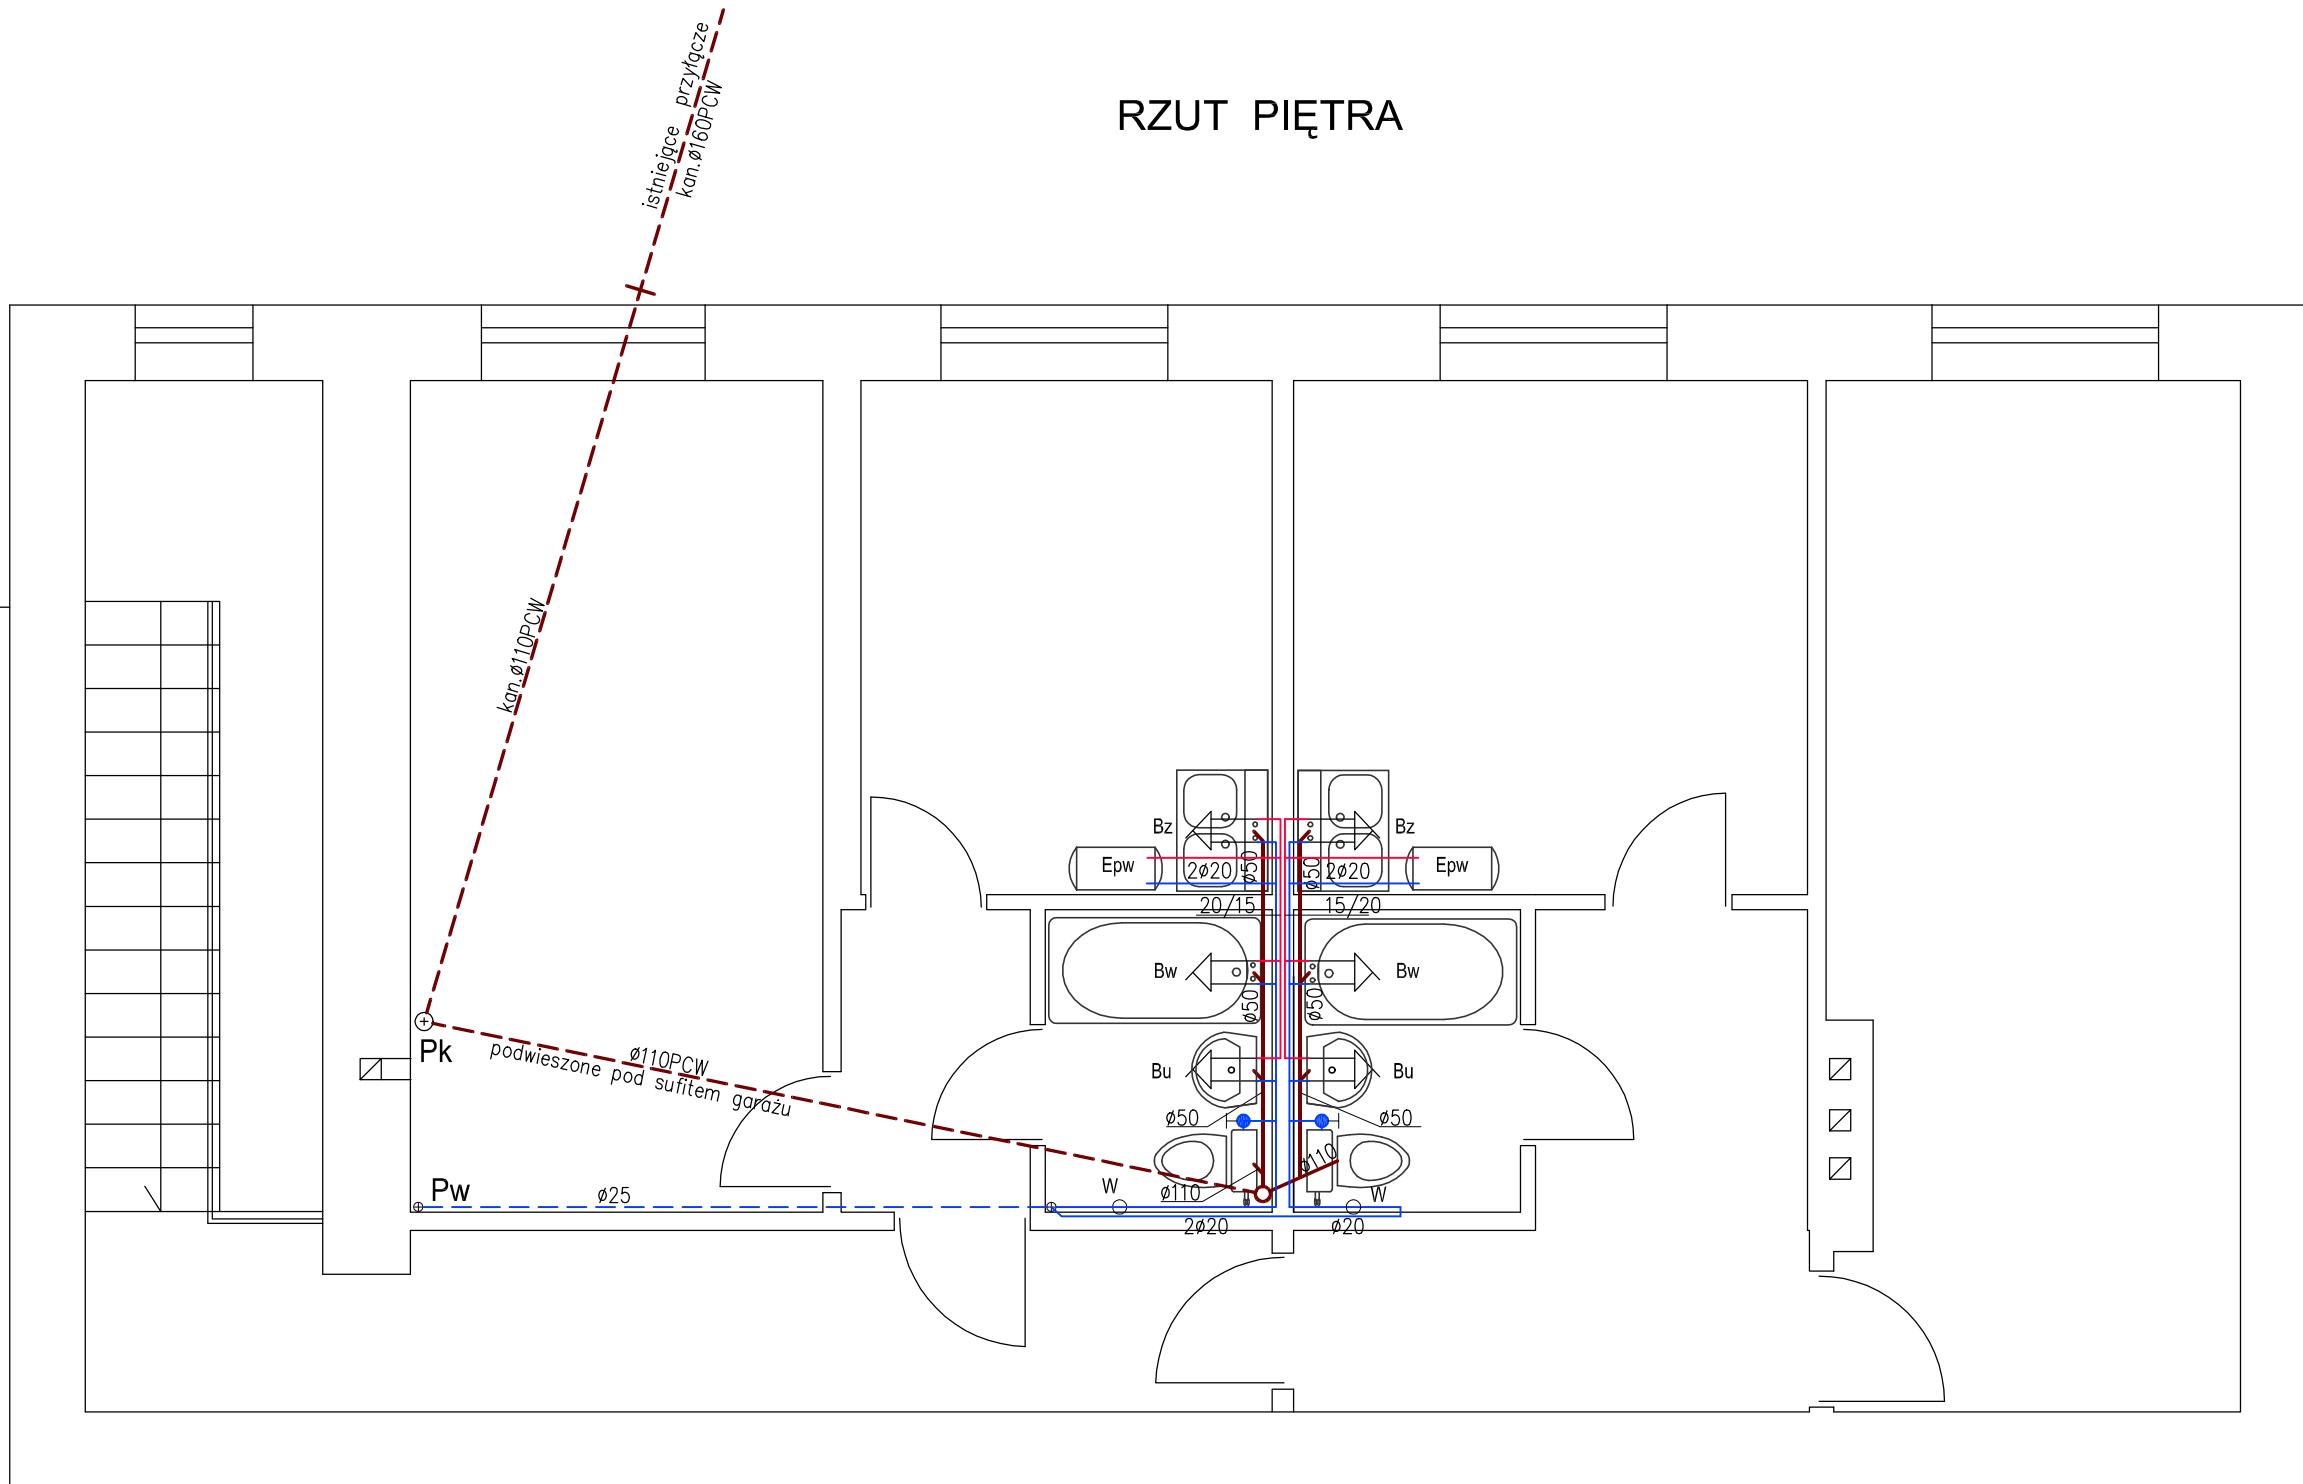 RZUT PIĘTRA
istniejące przyłącze
kan.ø160PCW
kan.ø110PCW
Pk
ø110PCW
podwieszone pod sufitem garażu
Pw
ø25
Bz
Bz
Epw
2ø20
ø50
ø50
2ø20
Epw
20/15
15/20
Bw
Bw
ø50
ø50
Bu
Bu
ø50
ø50
ø110
W
ø110
W
2ø20
ø20